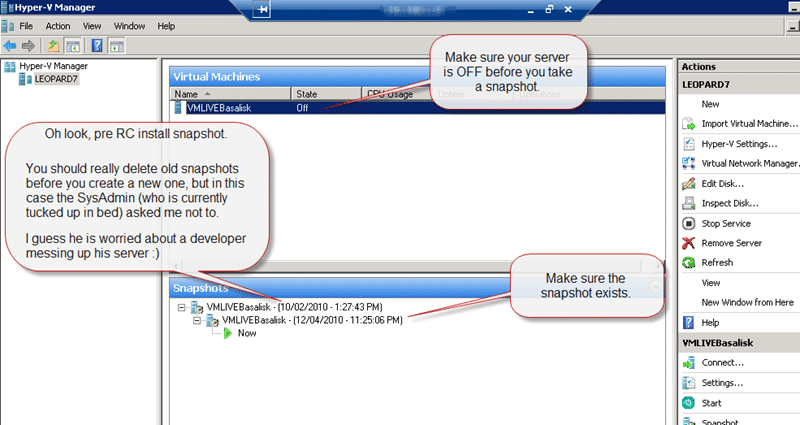 Hyper-V Manager
File Action View Window Help
Hyper-V Manager
LEOPARD7
Virtual Machines
Name State CPU Usage Uptime Operations
VMLIVEBasalisk Off
Make sure your server
is OFF before you take
a snapshot.
Oh look, pre RC install snapshot.
You should really delete old snapshots
before you create a new one, but in this
case the SysAdmin (who is currently
tucked up in bed) asked me not to.
I guess he is worried about a developer
messing up his server :)
Snapshots
VMLIVEBasalisk - (10/02/2010 - 1:27:43 PM)
VMLIVEBasalisk - (12/04/2010 - 11:25:06 PM)
Now
Make sure the
snapshot exists.
Actions
LEOPARD7
New
Import Virtual Machine...
Hyper-V Settings...
Virtual Network Manager...
Edit Disk...
Inspect Disk...
Stop Service
Remove Server
Refresh
View
New Window from Here
Help
VMLIVEBasalisk
Connect...
Settings...
Start
Snapshot